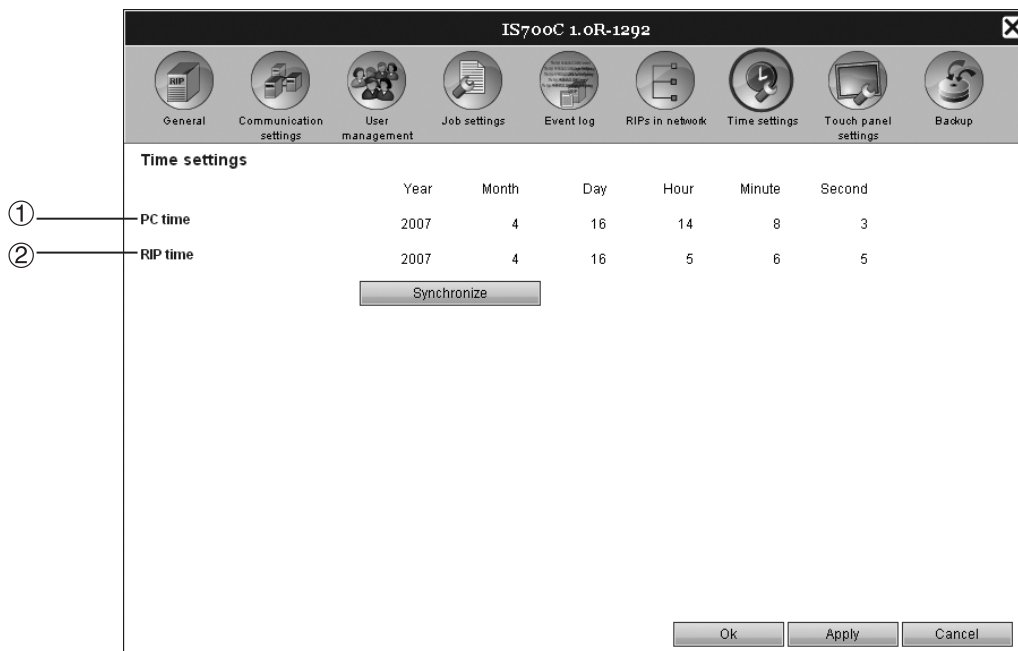 IS700C 1.0R-1292
RIP
General
Communication settings
User management
Job settings
Event log
RIPs in network
Time settings
Touch panel settings
Backup
Time settings
Year Month Day Hour Minute Second
① PC time 2007 4 16 14 8 3
② RIP time 2007 4 16 5 6 5
Synchronize
Ok Apply Cancel